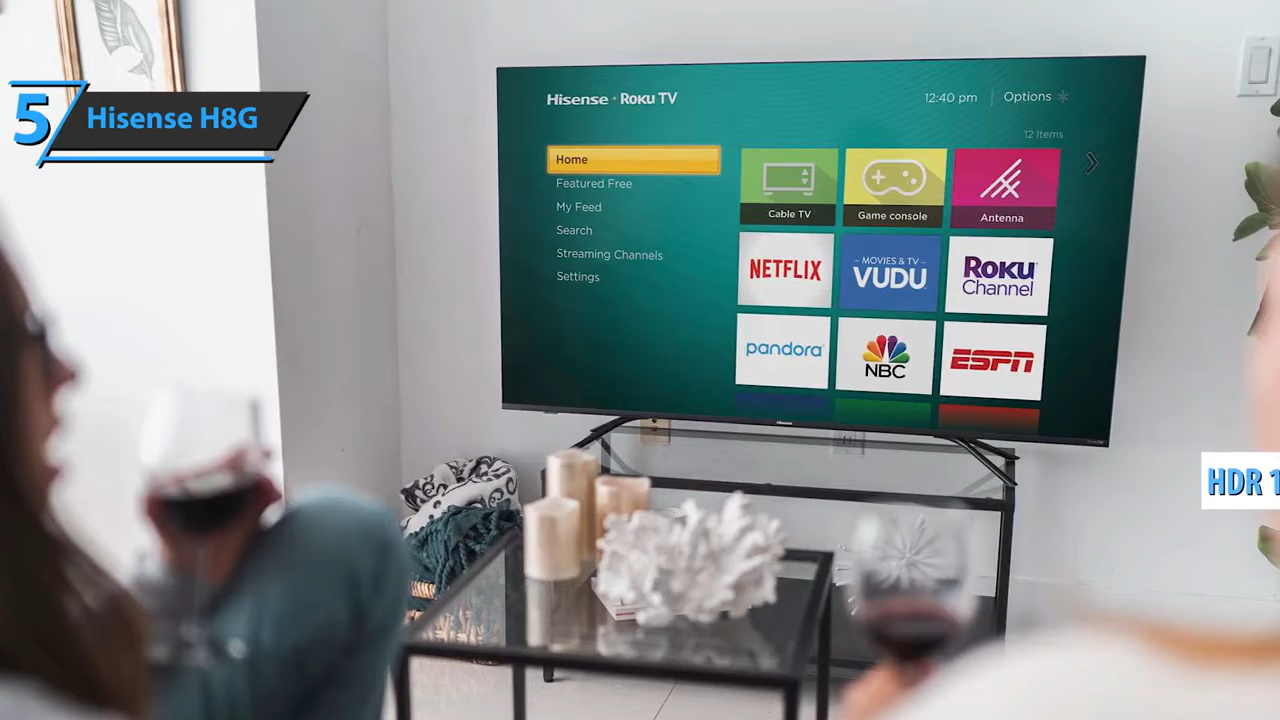 5
Hisense H8G
Hisense • Roku TV
12:40 pm
Options
12 Items
Home
Featured Free
My Feed
Search
Streaming Channels
Settings
Cable TV
Game console
Antenna
NETFLIX
– MOVIES & TV –
VUDU
Roku
Channel
pandora
NBC
ESPN
Hisense
HDR 1